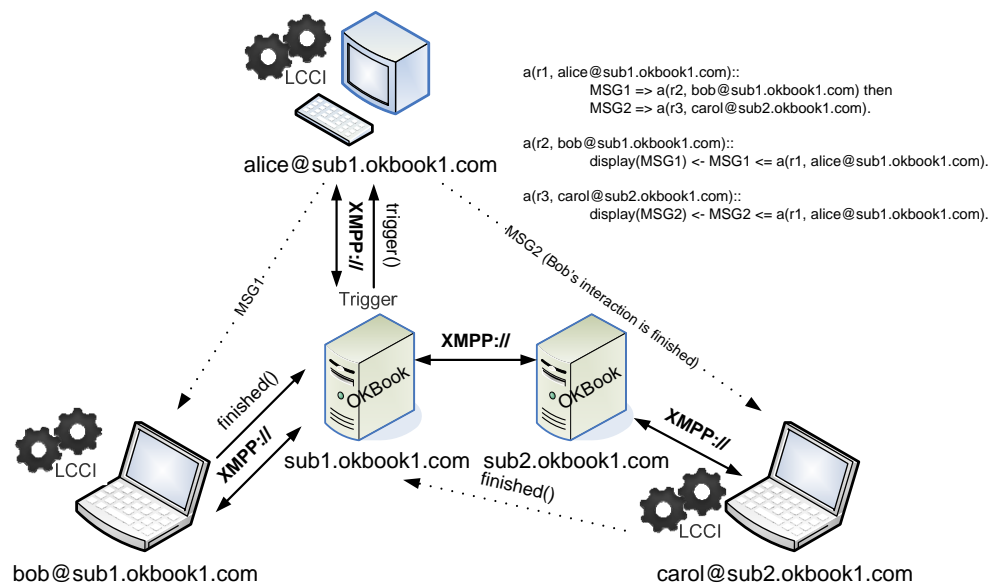 LCCI
alice@sub1.okbook1.com
a(r1, alice@sub1.okbook1.com)::
MSG1 => a(r2, bob@sub1.okbook1.com) then
MSG2 => a(r3, carol@sub2.okbook1.com).
a(r2, bob@sub1.okbook1.com)::
display(MSG1) <- MSG1 <= a(r1, alice@sub1.okbook1.com).
a(r3, carol@sub2.okbook1.com)::
display(MSG2) <- MSG2 <= a(r1, alice@sub1.okbook1.com).
XMPP://
trigger()
Trigger
MSG1
MSG2 (Bob's interaction is finished)
XMPP://
OKBook
OKBook
finished()
XMPP://
XMPP://
sub1.okbook1.com
sub2.okbook1.com
finished()
LCCI
LCCI
bob@sub1.okbook1.com
carol@sub2.okbook1.com